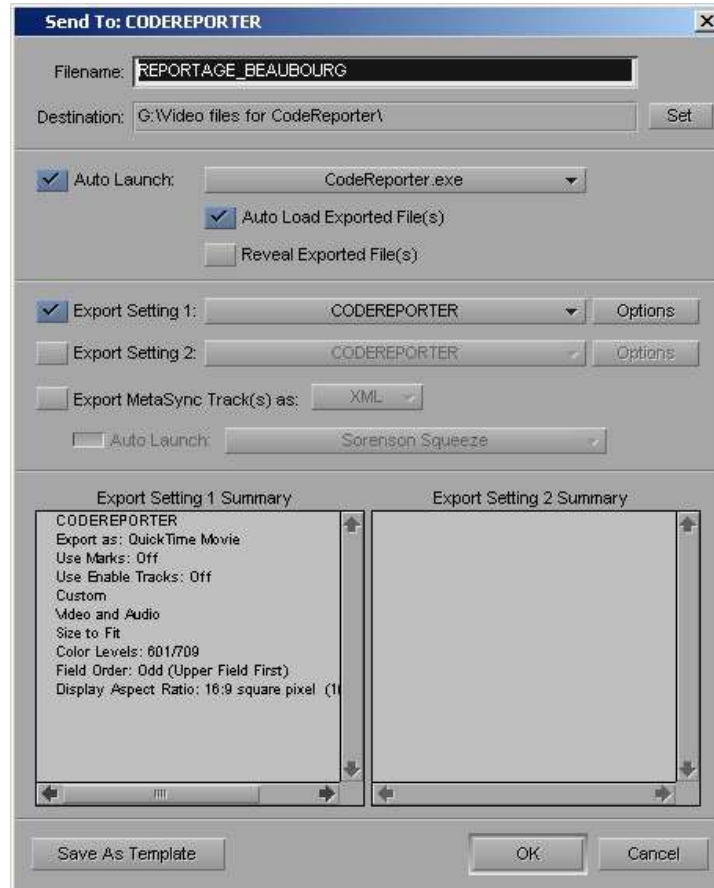 Send To: CODEREPORTER
Filename: REPORTAGE_BEAUBOURG
Destination: G:\Video files for CodeReporter\ Set
Auto Launch: CodeReporter.exe
Auto Load Exported File(s)
Reveal Exported File(s)
Export Setting 1: CODEREPORTER Options
Export Setting 2: CODEREPORTER Options
Export MetaSync Track(s) as: XML
Auto Launch: Sorenson Squeeze
Export Setting 1 Summary
CODEREPORTER
Export as: QuickTime Movie
Use Marks: Off
Use Enable Tracks: Off
Custom
Video and Audio
Size to Fit
Color Levels: 601/709
Field Order: Odd (Upper Field First)
Display Aspect Ratio: 16:9 square pixel (1
Export Setting 2 Summary
Save As Template OK Cancel